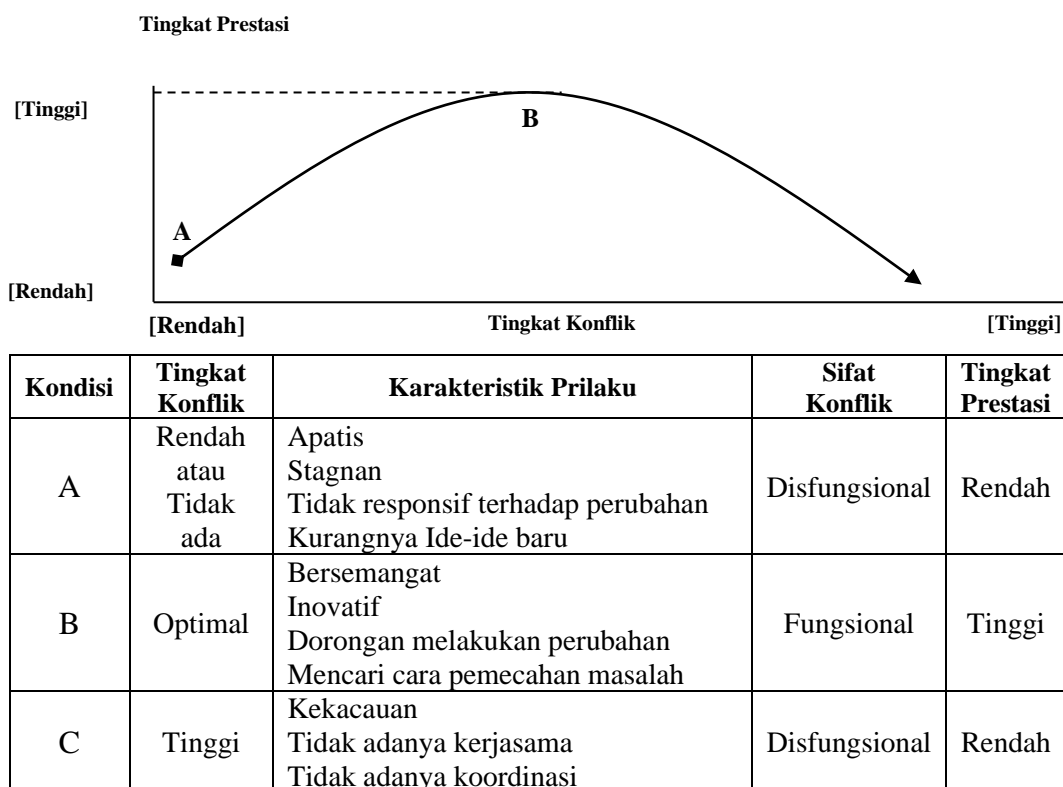 Tingkat Prestasi
[Tinggi]
B
A
[Rendah]
[Rendah] Tingkat Konflik [Tinggi]
Kondisi Tingkat Konflik Karakteristik Prilaku Sifat Konflik Tingkat Prestasi
A
Rendah
atau
Tidak
ada
Apatis
Stagnan
Tidak responsif terhadap perubahan
Kurangnya Ide-ide baru
Disfungsional
Rendah
B
Optimal
Bersemangat
Inovatif
Dorongan melakukan perubahan
Mencari cara pemecahan masalah
Fungsional
Tinggi
C
Tinggi
Kekacauan
Tidak adanya kerjasama
Tidak adanya koordinasi
Disfungsional
Rendah